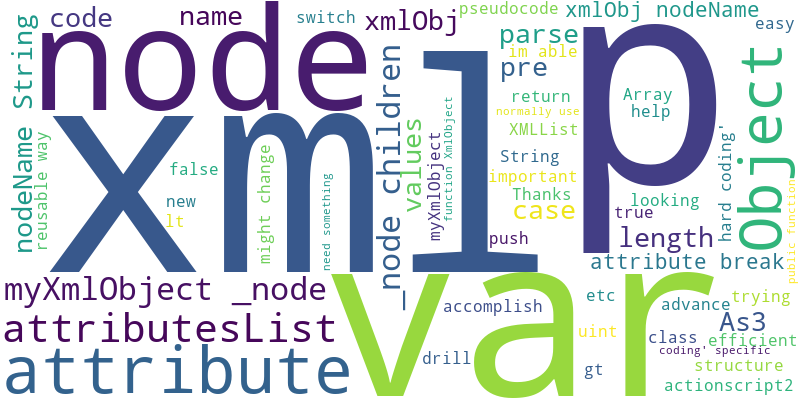 code
name
switch
xmlObj
pseudocode
xmlObj nodeName
easy
String
node
parse
im able
pre
p
Object
return
Array
help
normally use
XMLList
nodeName
reusable way
xml
_node children
values
myXmlObject
function XmlObject
String
important
Thanks
case
looking
true
hard coding'
public function
false
new
lt
might change
need something
push
length
attribute break
myXmlObject _node
var
accomplish
etc
advance
trying
attributesList
uint
class
As3
efficient
coding' specific
attribute
drill
gt
structure
actionscript2